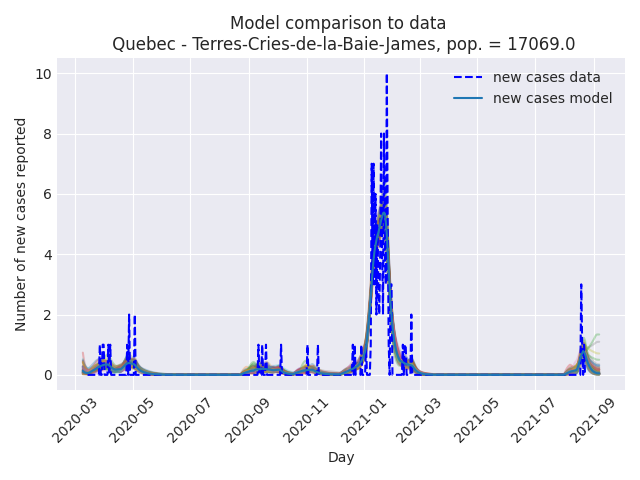 Model comparison to data
Quebec - Terres-Cries-de-la-Baie-James, pop. = 17069.0
new cases data
new cases model
Number of new cases reported
10
8
6
4
2
0
2020-03
2020-05
2020-07
2020-09
2020-11
2021-01
2021-03
2021-05
2021-07
2021-09
Day